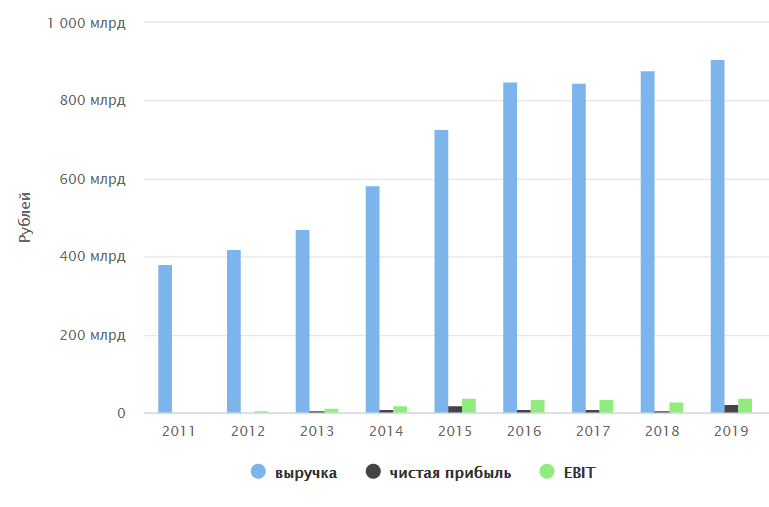 1 000 млрд
800 млрд
600 млрд
400 млрд
200 млрд
0
Рублей
2011 2012 2013 2014 2015 2016 2017 2018 2019
выручка чистая прибыль EBIT